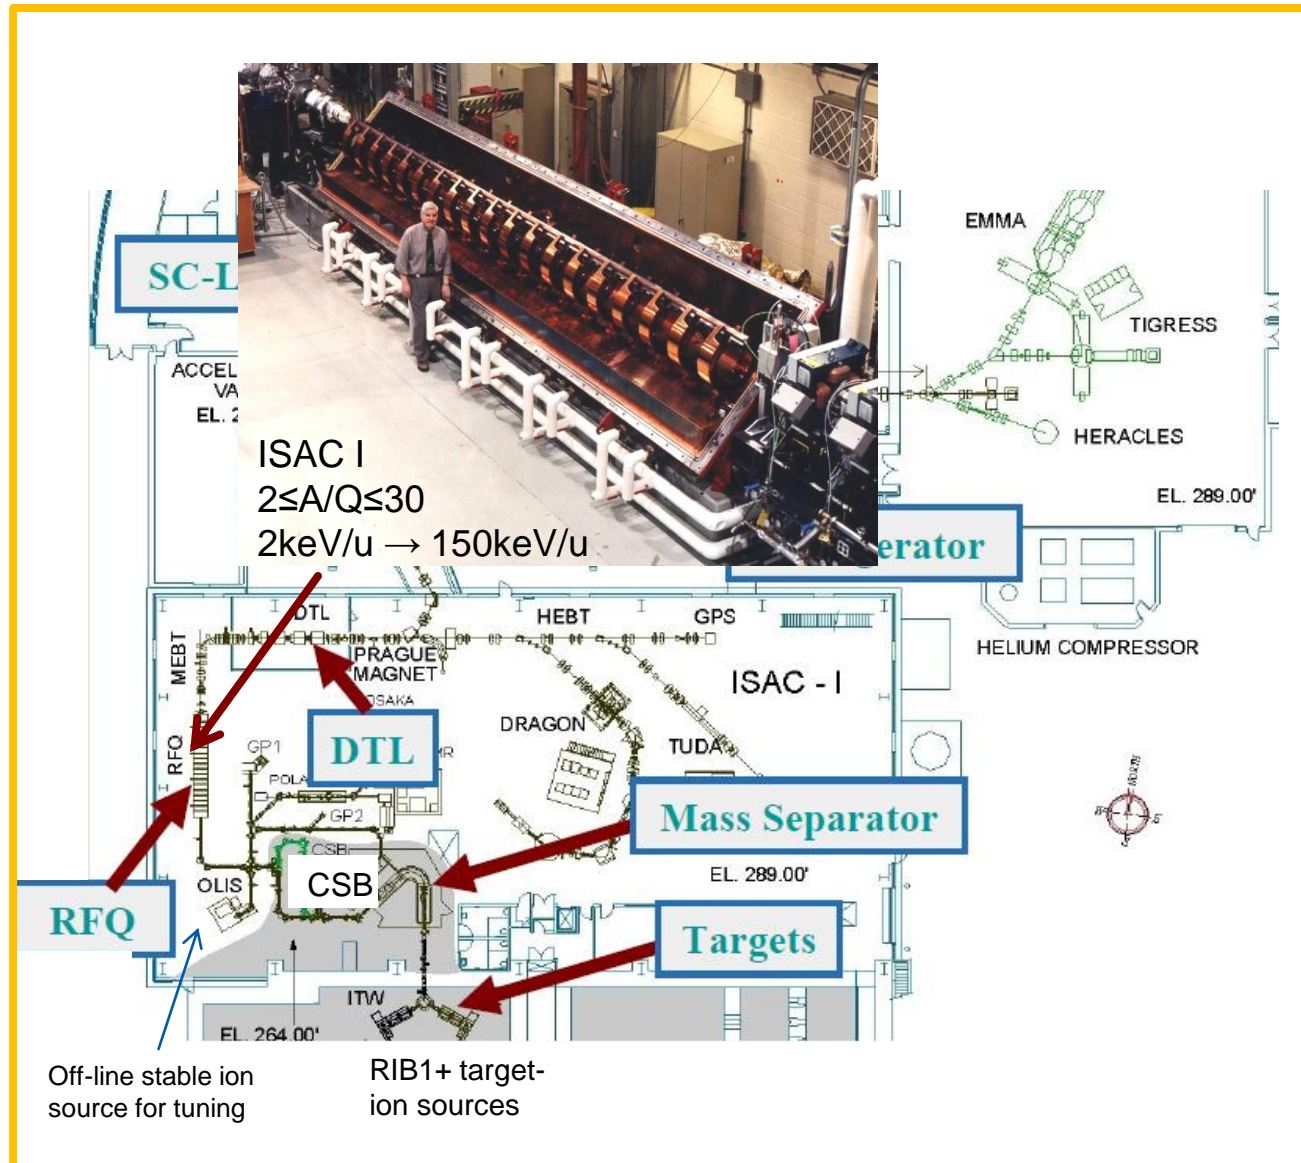 EMMA
TIGRESS
SC-L
ACCEL
VA
EL. 2
HERACLES
ISAC I
2≤A/Q≤30
2keV/u → 150keV/u
EL. 289.00'
erator
DTL
HEBT
GPS
HELIUM COMPRESSOR
MEBT
PRAGUE
MAGNET
ISAC - I
OSAKA
DRAGON
RFQ
GP1
DTL
MR
TUDA
NORTH
POLA
GP2
Mass Separator
CSB
CSB
OLIS
EL. 289.00'
RFQ
Targets
ITW
EL. 264.00'
Off-line stable ion
source for tuning
RIB1+ target-
ion sources